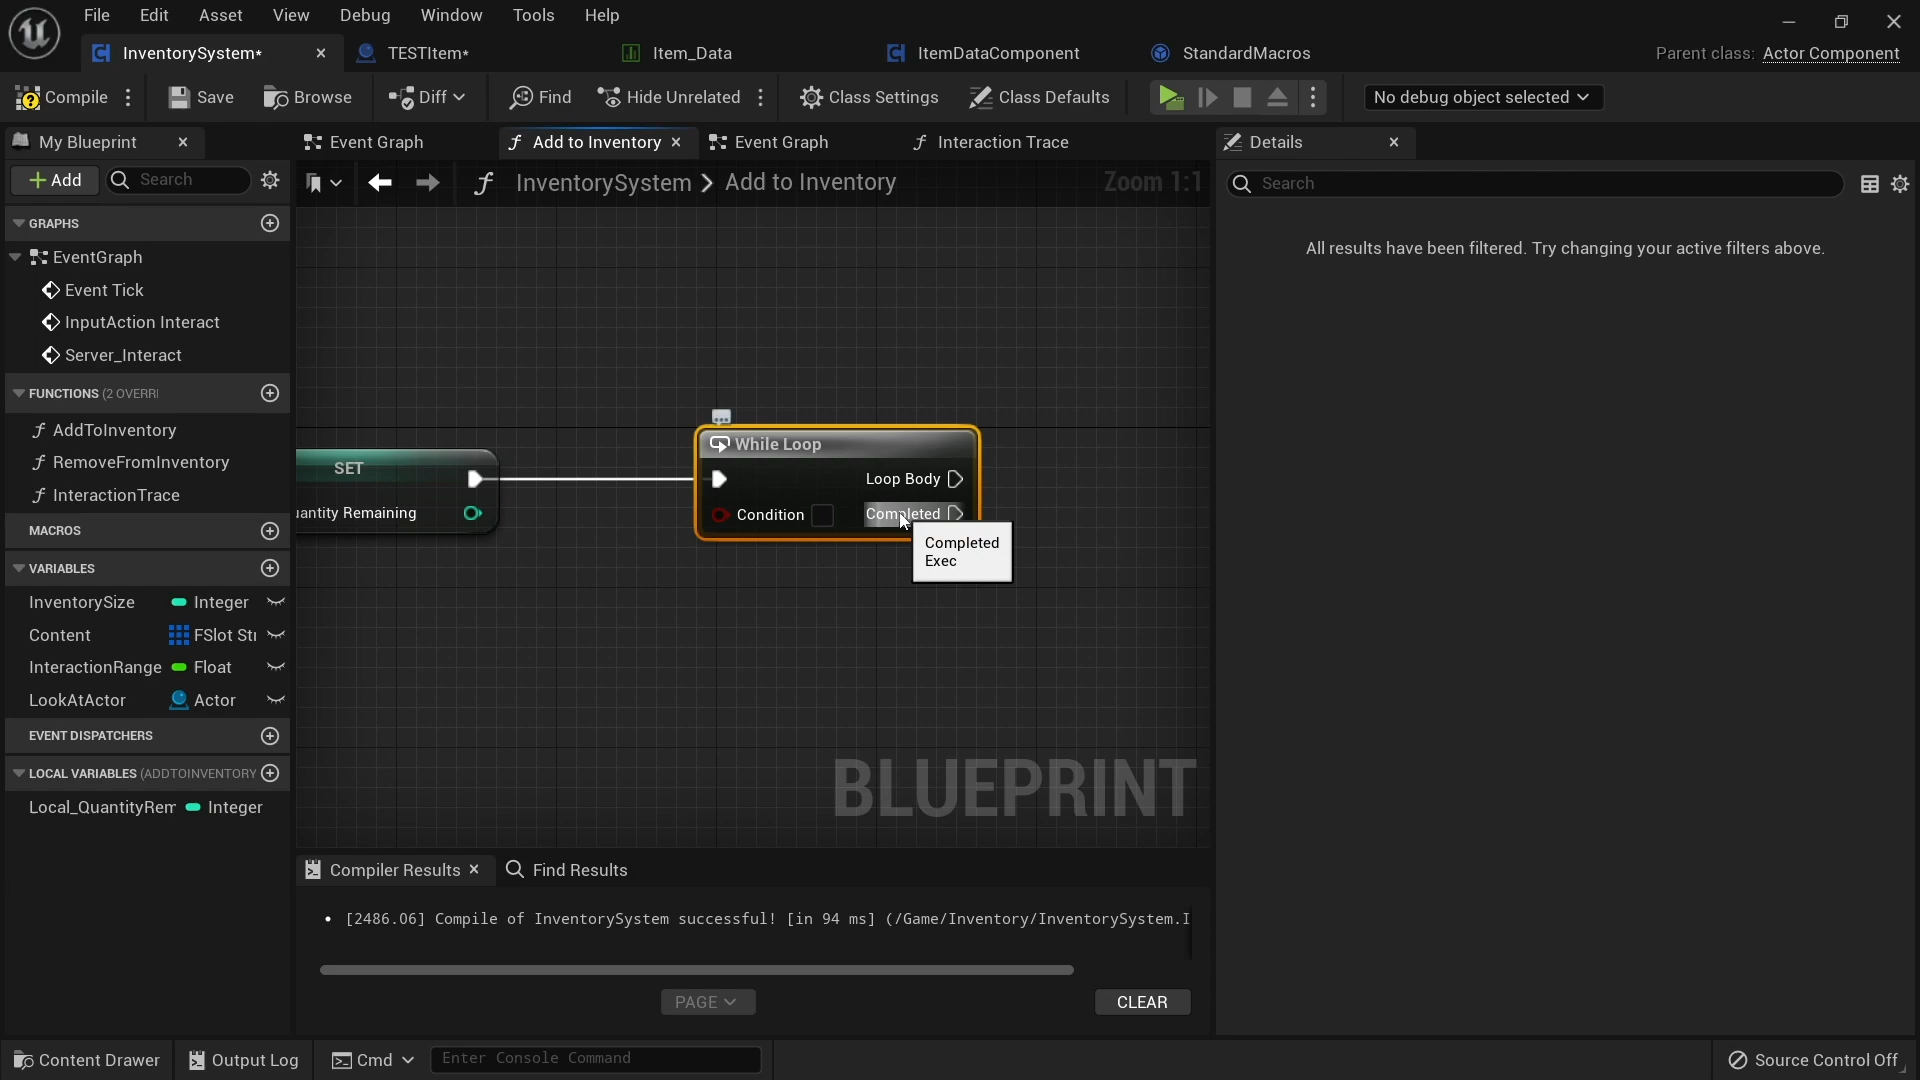 File Edit Asset View Debug Window Tools Help
InventorySystem* TESTItem* Item_Data ItemDataComponent StandardMacros Parent class: Actor Component
Compile Save Browse Diff Find Hide Unrelated Class Settings Class Defaults No debug object selected
My Blueprint Event Graph Add to Inventory Event Graph Interaction Trace Details
Add Search InventorySystem > Add to Inventory Zoom 1:1 Search
GRAPHS
All results have been filtered. Try changing your active filters above.
EventGraph
Event Tick
InputAction Interact
Server_Interact
FUNCTIONS (2 OVERRI
AddToInventory
RemoveFromInventory
InteractionTrace
MACROS
VARIABLES
InventorySize Integer
Content FSlot Str
InteractionRange Float
LookAtActor Actor
EVENT DISPATCHERS
LOCAL VARIABLES (ADDTOINVENTORY
Local_QuantityRem Integer
SET
uantity Remaining
While Loop
Loop Body
Condition Completed
Completed
Exec
BLUEPRINT
Compiler Results Find Results
• [2486.06] Compile of InventorySystem successful! [in 94 ms] (/Game/Inventory/InventorySystem.I
PAGE CLEAR
Content Drawer Output Log Cmd Enter Console Command Source Control Off